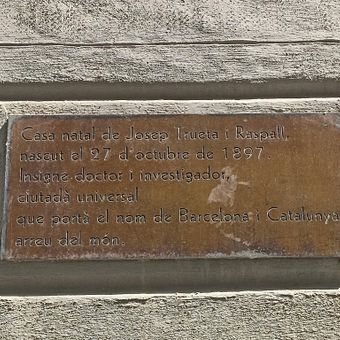 Casa natal de Josep Trueta i Raspall,
nascut el 27 d'octubre de 1897.
Insigne doctor i investigador,
ciutadà universal
que portà el nom de Barcelona i Catalunya
arreu del món.